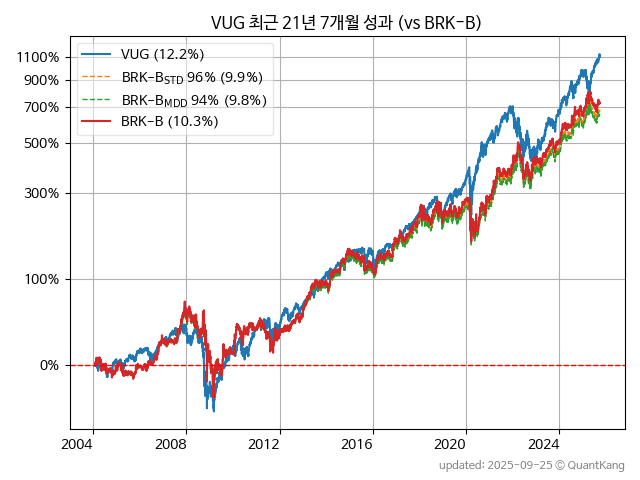 VUG 최근 21년 7개월 성과 (vs BRK-B)
VUG (12.2%)
BRK-B_STD 96% (9.9%)
BRK-B_MDD 94% (9.8%)
BRK-B (10.3%)
1100%
900%
700%
500%
300%
100%
0%
2004 2008 2012 2016 2020 2024
updated: 2025-09-25 © QuantKang